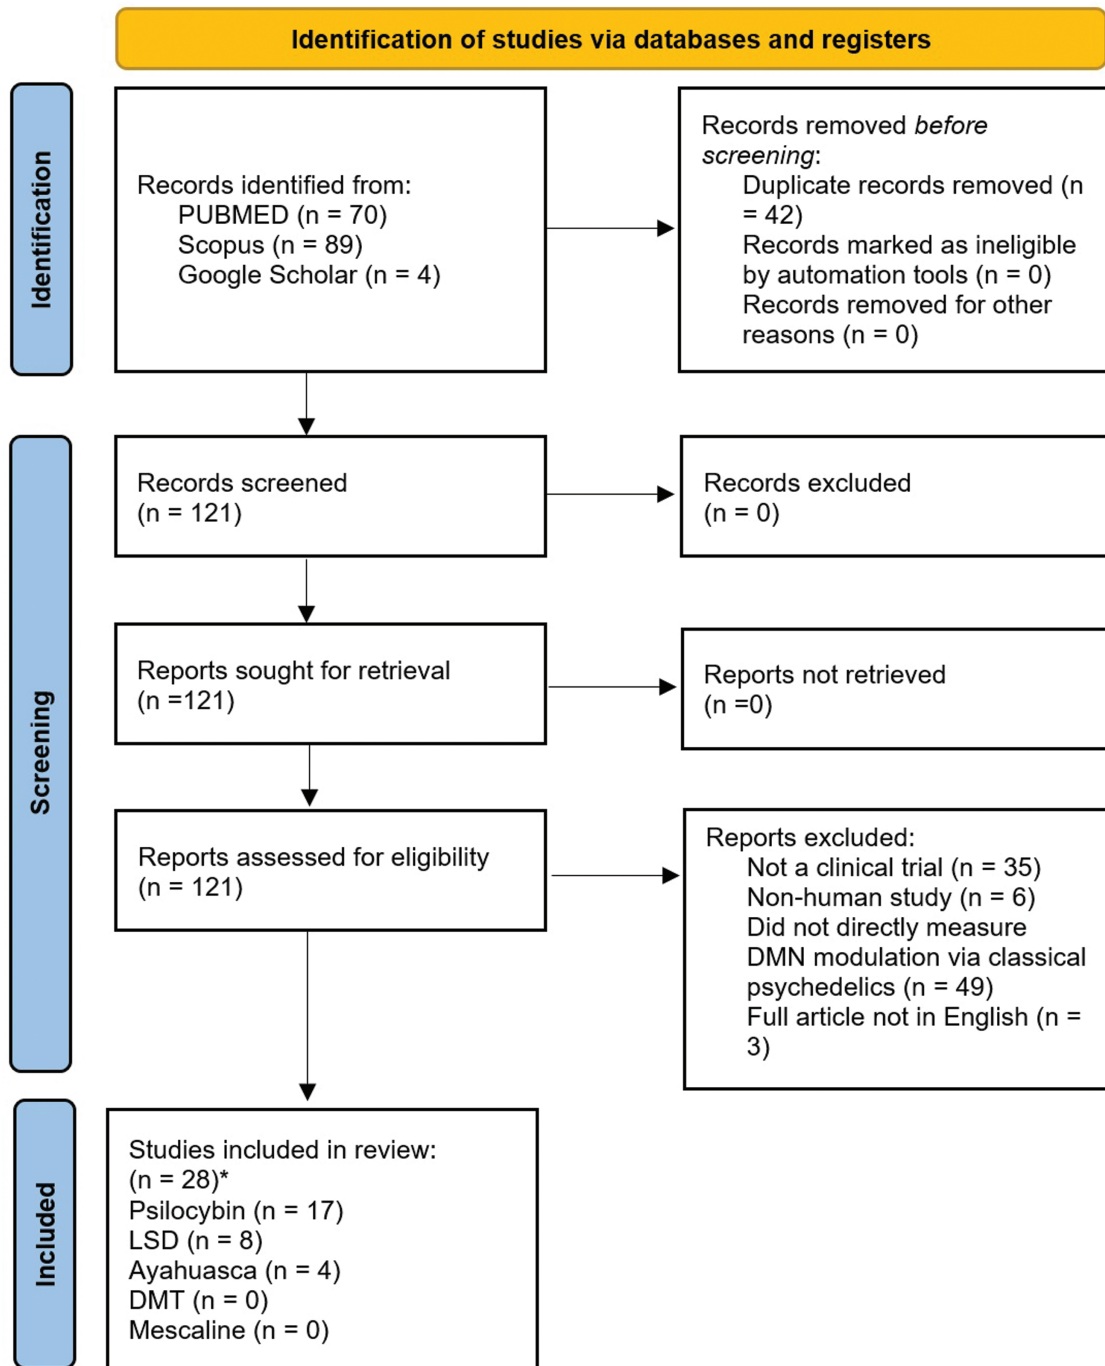 Identification of studies via databases and registers
Identification
Records identified from:
PUBMED (n = 70)
Scopus (n = 89)
Google Scholar (n = 4)
Records removed before
screening:
Duplicate records removed (n
= 42)
Records marked as ineligible
by automation tools (n = 0)
Records removed for other
reasons (n = 0)
Screening
Records screened
(n = 121)
Records excluded
(n = 0)
Reports sought for retrieval
(n =121)
Reports not retrieved
(n =0)
Reports assessed for eligibility
(n = 121)
Reports excluded:
Not a clinical trial (n = 35)
Non-human study (n = 6)
Did not directly measure
DMN modulation via classical
psychedelics (n = 49)
Full article not in English (n =
3)
Included
Studies included in review:
(n = 28)*
Psilocybin (n = 17)
LSD (n = 8)
Ayahuasca (n = 4)
DMT (n = 0)
Mescaline (n = 0)